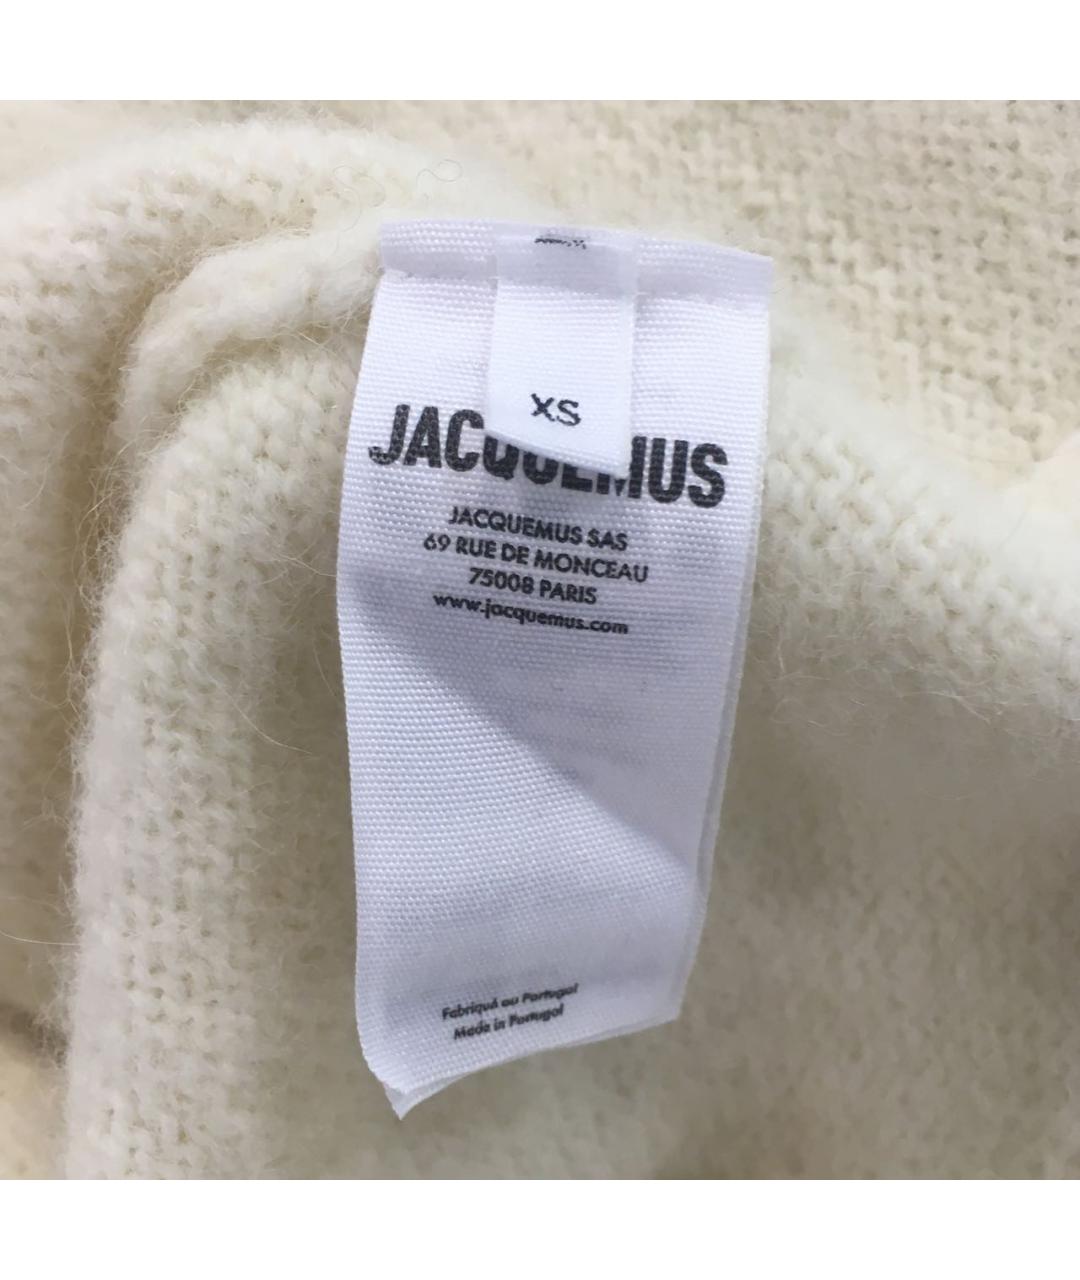 XS
JACQUEMUS
JACQUEMUS SAS
69 RUE DE MONCEAU
75008 PARIS
www.jacquemus.com
Fabriqué au Portugal
Made in Portugal